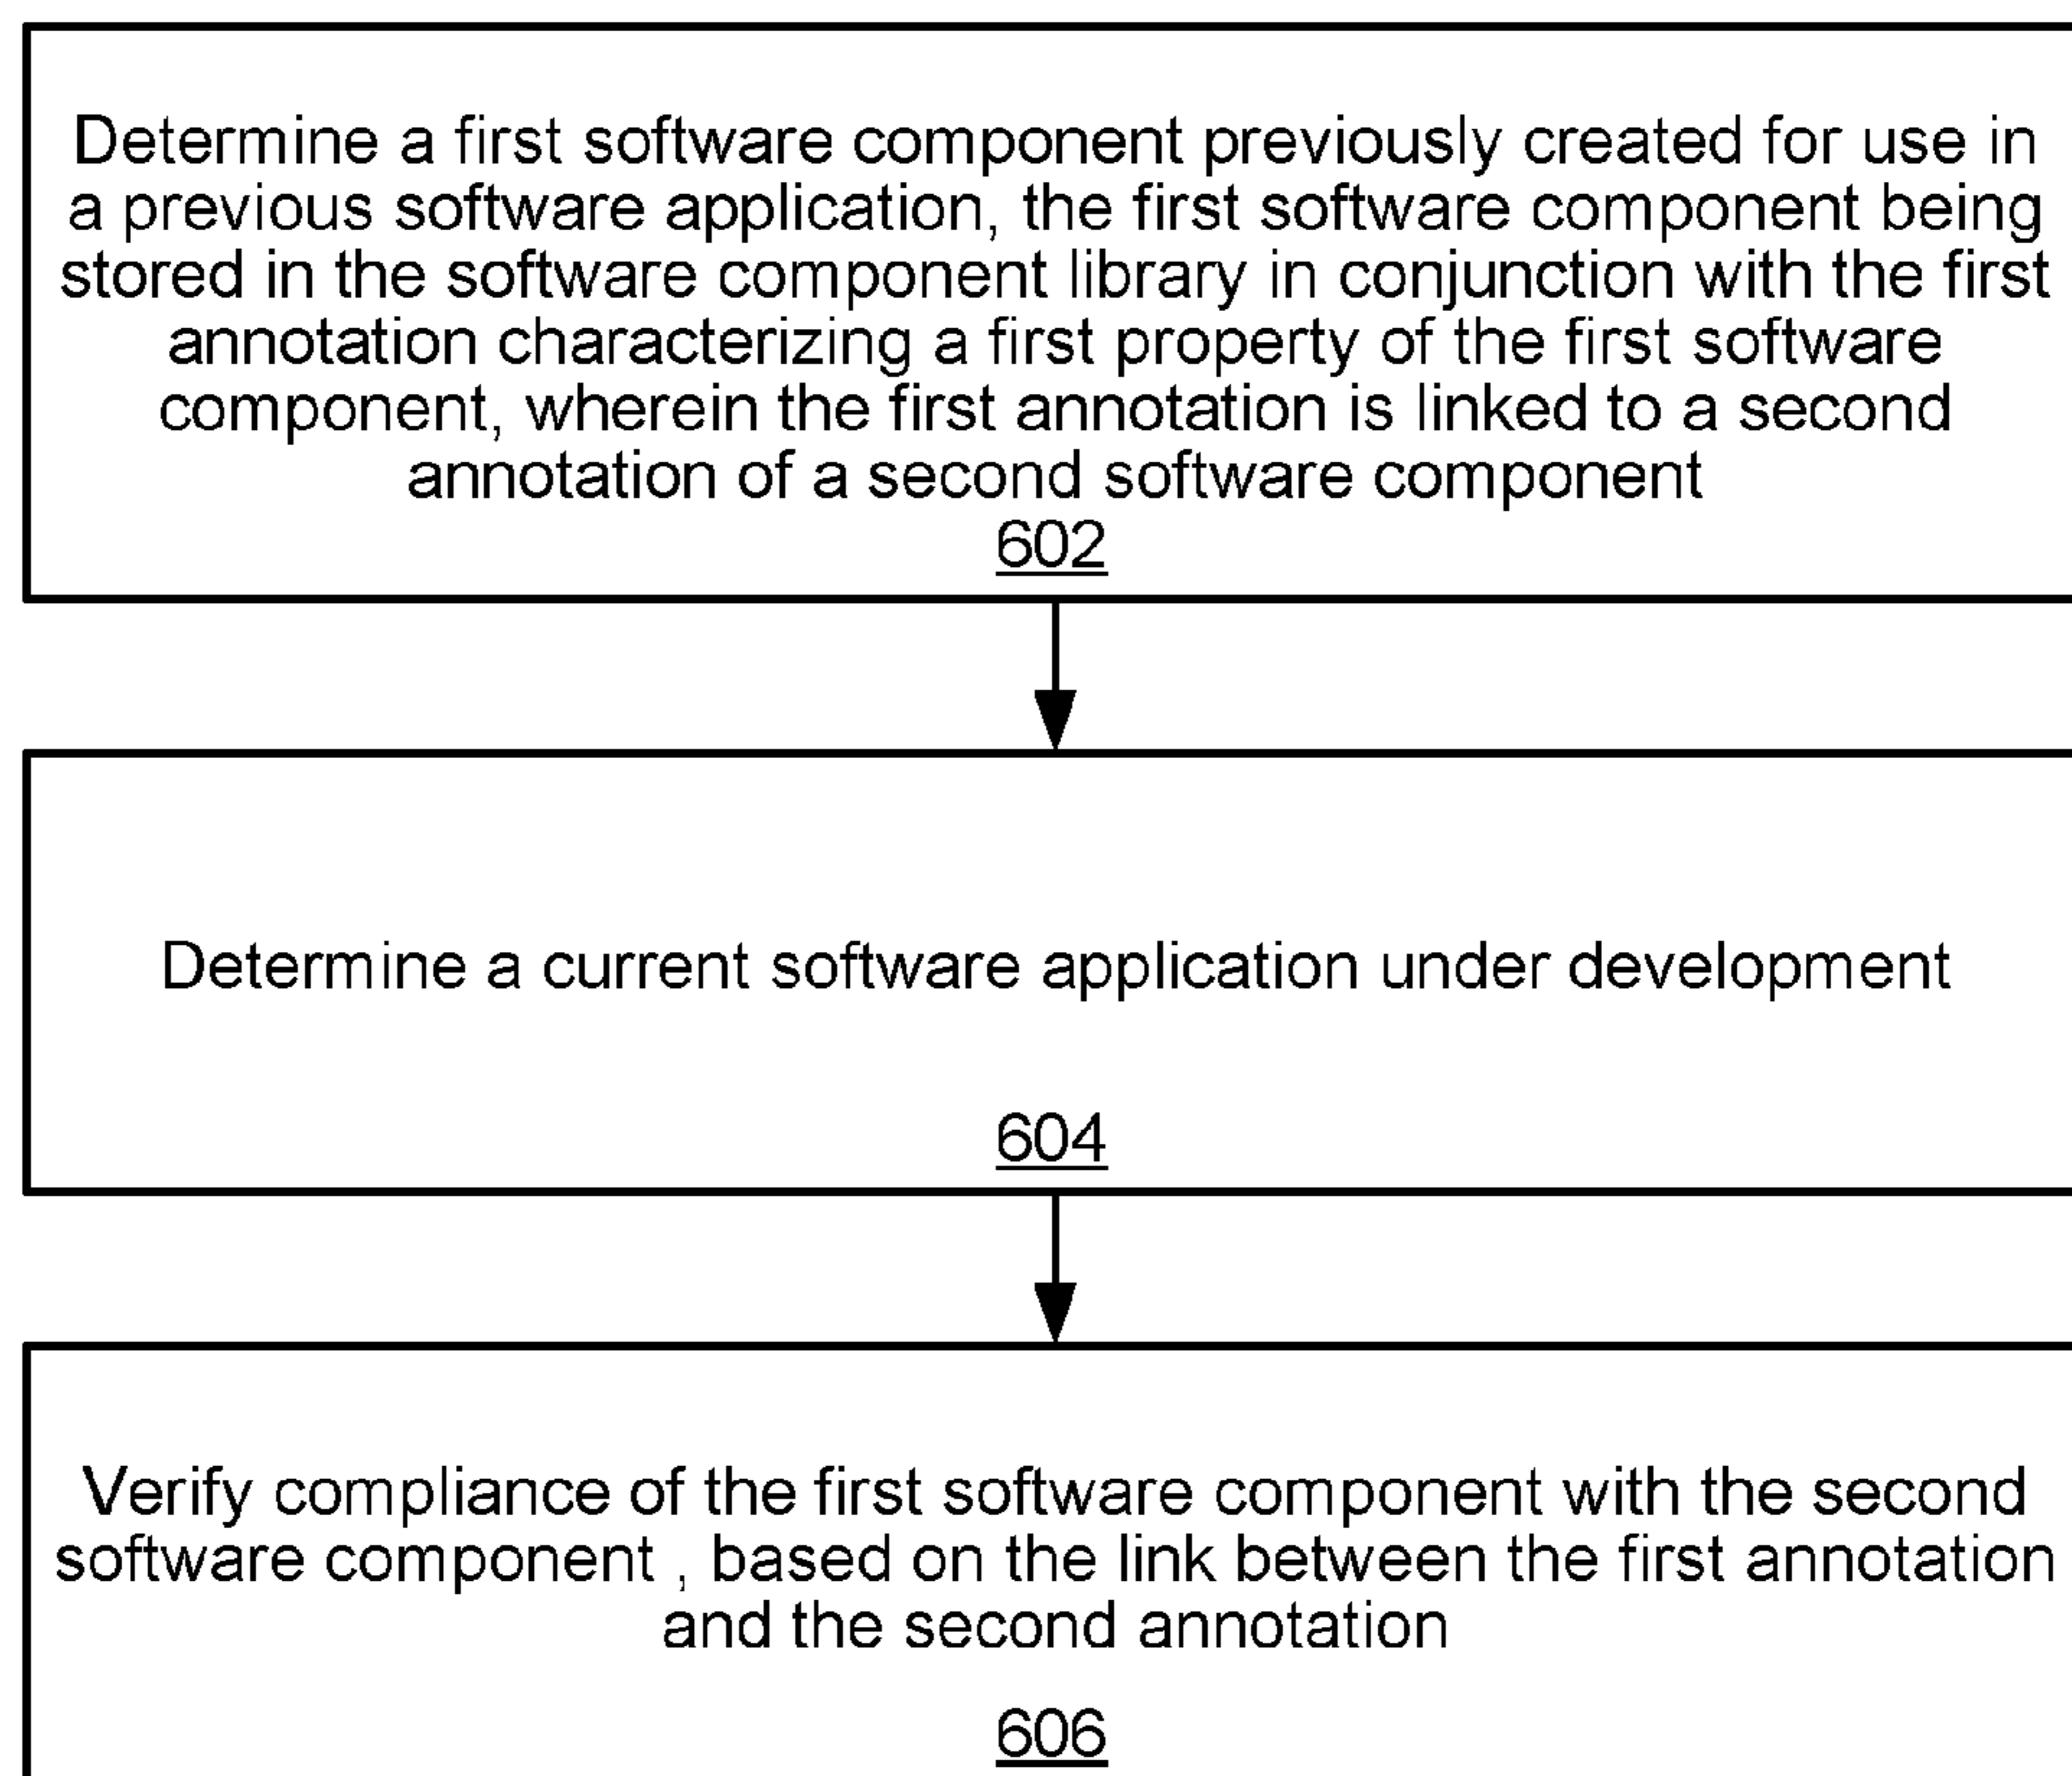 Determine a first software component previously created for use in
a previous software application, the first software component being
stored in the software component library in conjunction with the first
annotation characterizing a first property of the first software
component, wherein the first annotation is linked to a second
annotation of a second software component
602
Determine a current software application under development
604
Verify compliance of the first software component with the second
software component , based on the link between the first annotation
and the second annotation
606